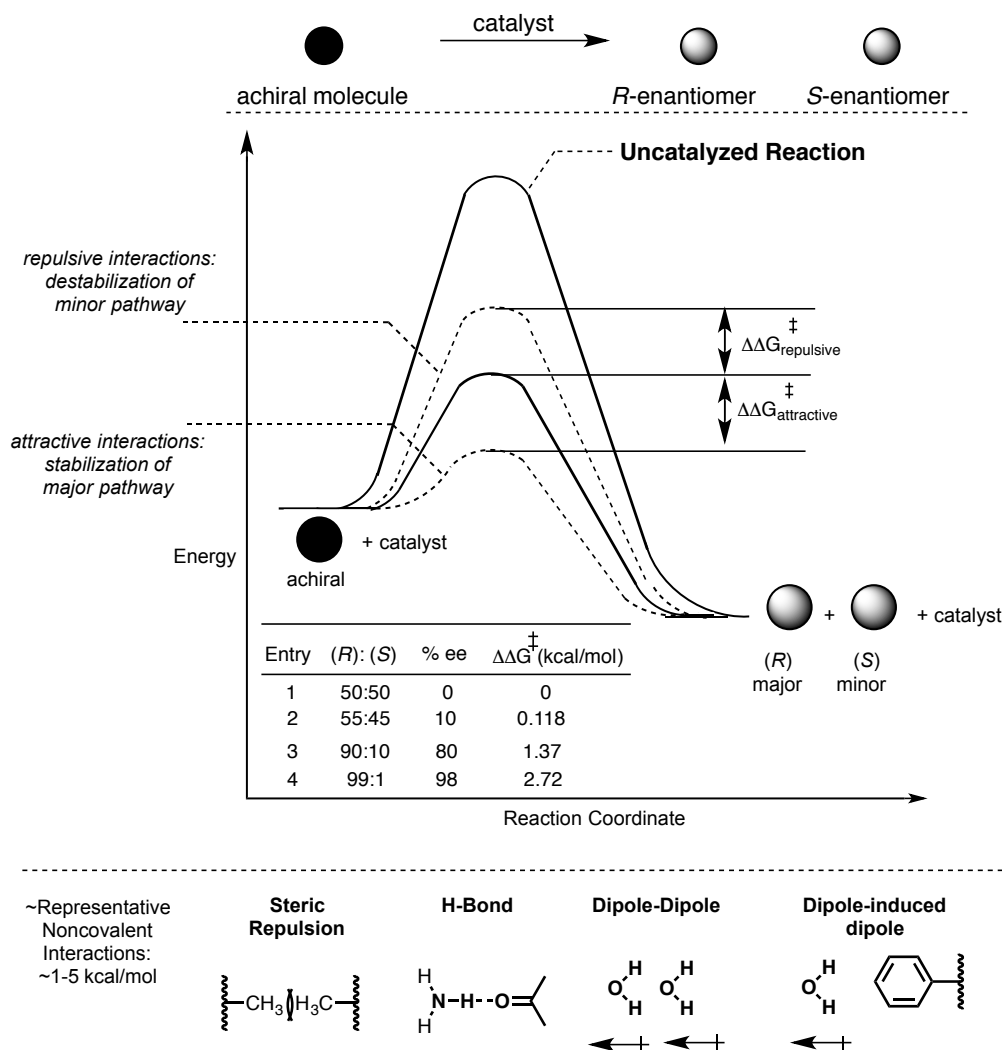 catalyst
achiral molecule
R-enantiomer
S-enantiomer
Uncatalyzed Reaction
repulsive interactions:
destabilization of
minor pathway
‡
ΔΔGrepulsive
‡
ΔΔGattractive
attractive interactions:
stabilization of
major pathway
Energy
+ catalyst
achiral
+ + catalyst
(R) (S)
major minor
Entry (R): (S) % ee ΔΔG‡ (kcal/mol)
1 50:50 0 0
2 55:45 10 0.118
3 90:10 80 1.37
4 99:1 98 2.72
Reaction Coordinate
~Representative
Noncovalent
Interactions:
~1-5 kcal/mol
Steric
Repulsion
CH3 H3C
H-Bond
H
N H O
H
Dipole-Dipole
H H
O O
H H
Dipole-induced
dipole
H
O
H